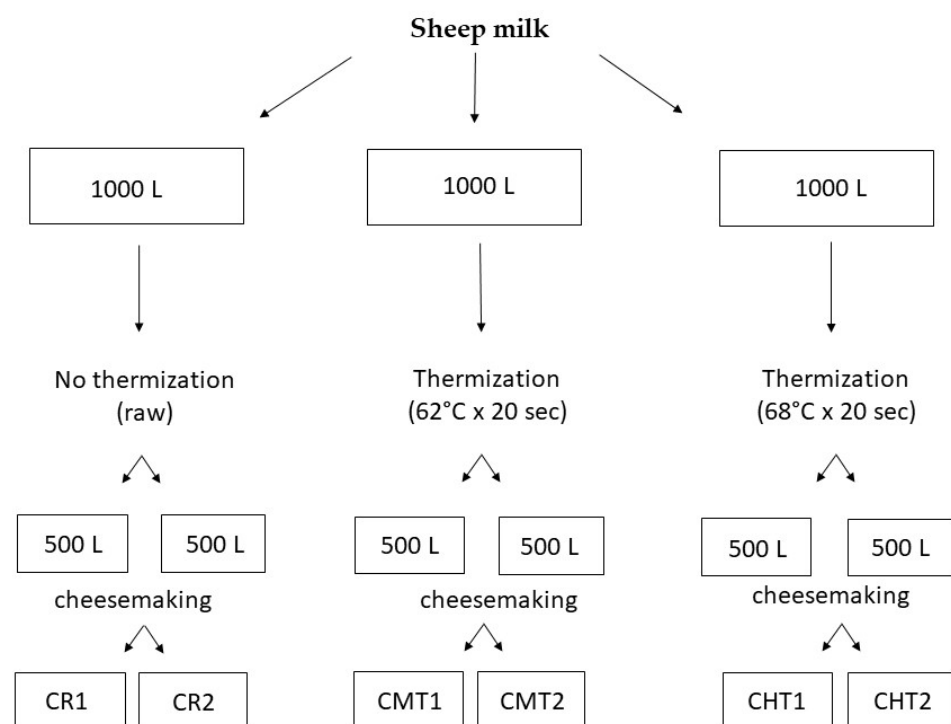 Sheep milk
1000 L
1000 L
1000 L
No thermization
(raw)
Thermization
(62°C x 20 sec)
Thermization
(68°C x 20 sec)
500 L
500 L
500 L
500 L
500 L
500 L
cheesemaking
cheesemaking
cheesemaking
CR1
CR2
CMT1
CMT2
CHT1
CHT2